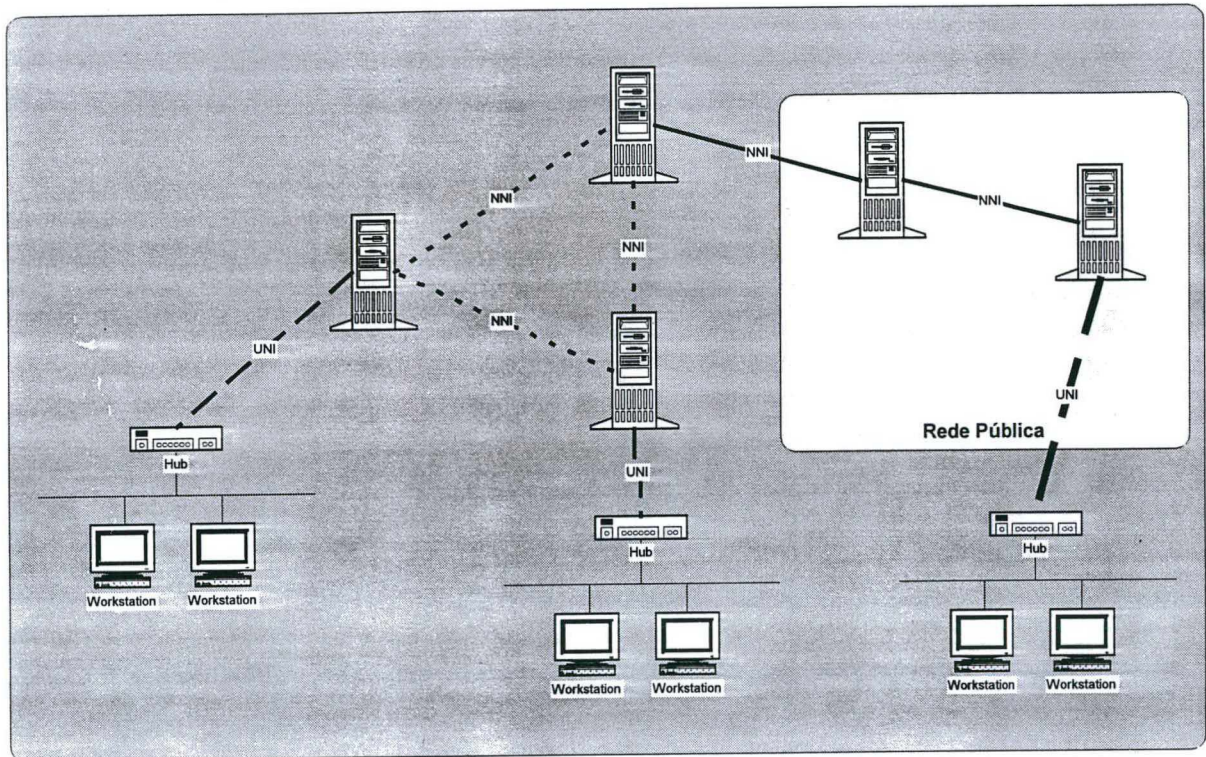 NNI
NNI
NNI
NNI
NNI
UNI
UNI
UNI
Rede Pública
Hub
Workstation
Workstation
Hub
Workstation
Workstation
Hub
Workstation
Workstation